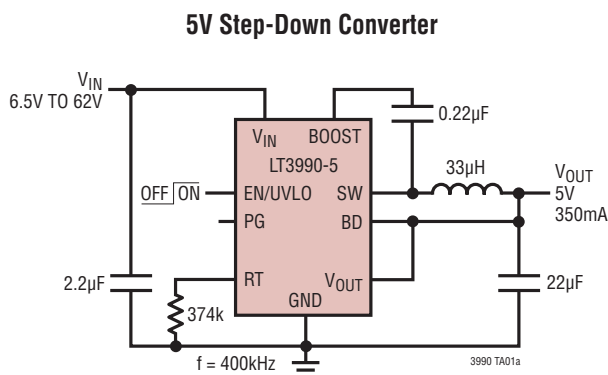 5V Step-Down Converter
VIN
6.5V TO 62V
VIN
BOOST
0.22µF
LT3990-5
33µH
VOUT
5V
350mA
OFF ON
EN/UVLO
SW
PG
BD
2.2µF
RT
VOUT
22µF
374k
GND
f = 400kHz
3990 TA01a